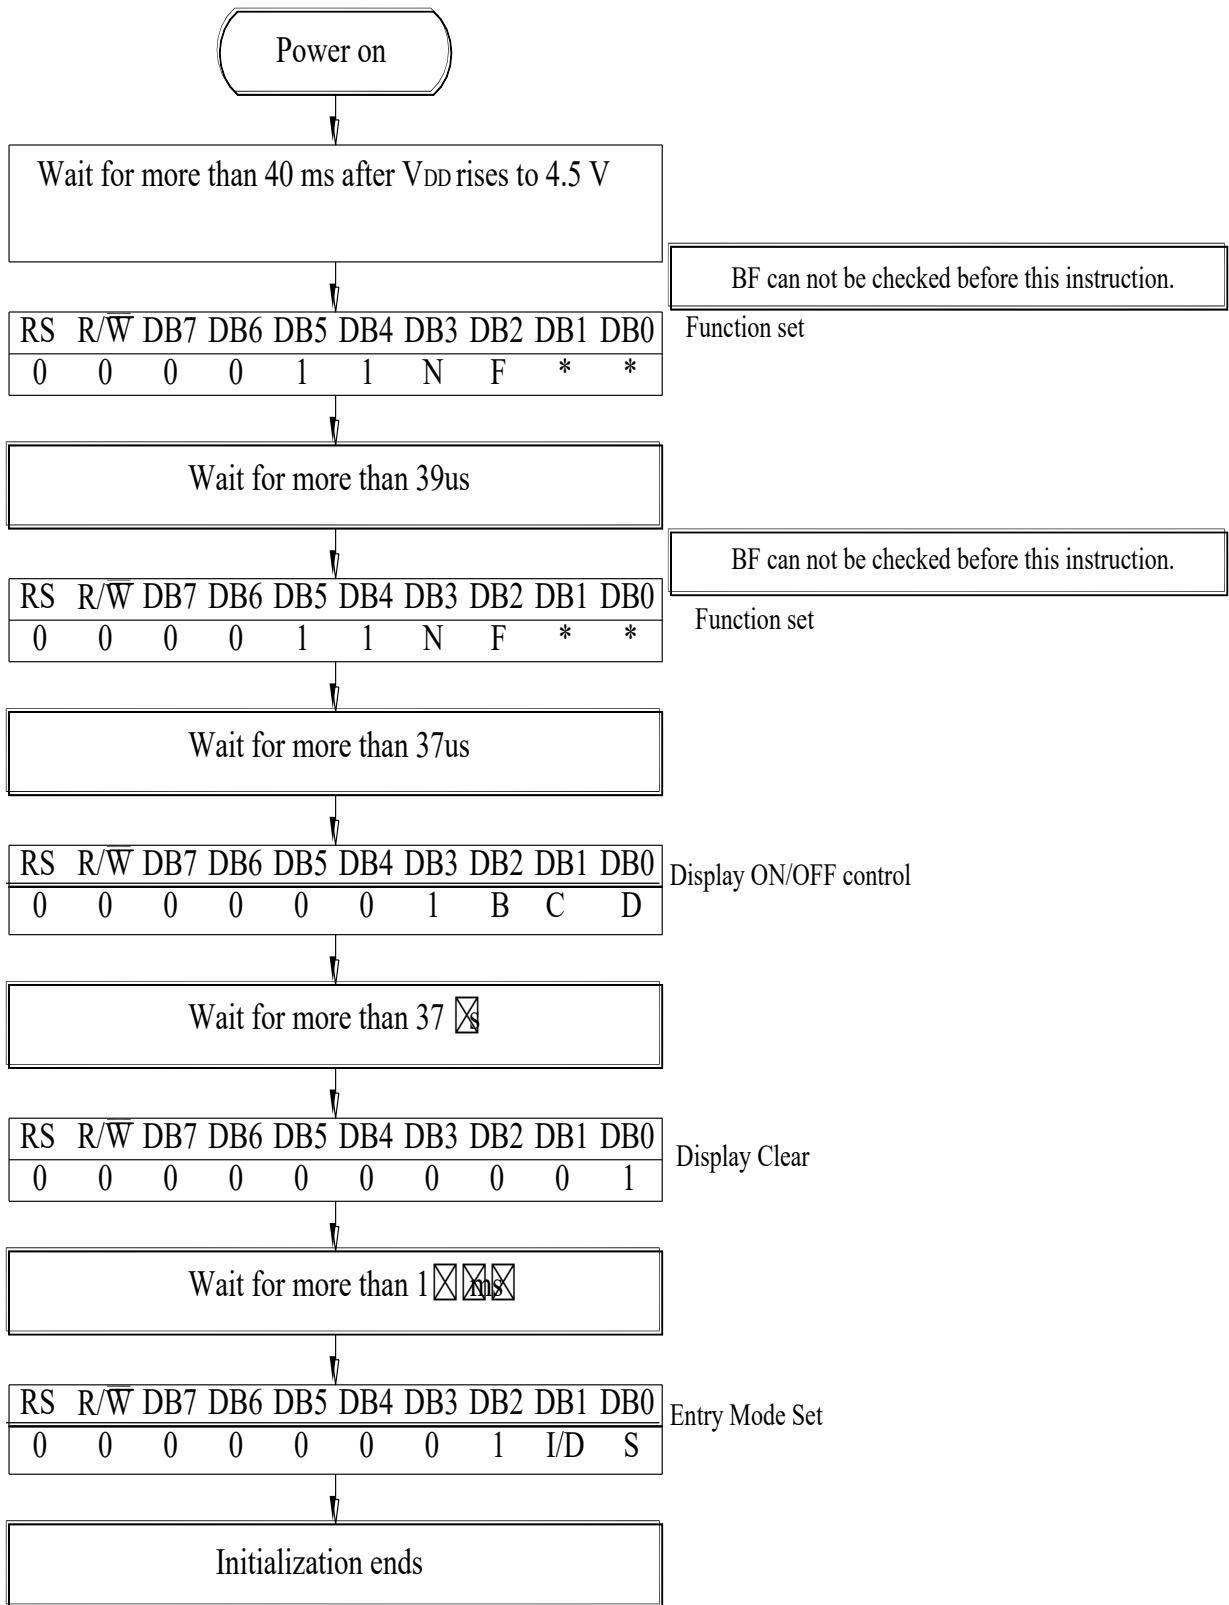 Power on
Wait for more than 40 ms after VDD rises to 4.5 V
BF can not be checked before this instruction.
RS R/W̅ DB7 DB6 DB5 DB4 DB3 DB2 DB1 DB0
Function set
0 0 0 0 1 1 N F * *
Wait for more than 39us
BF can not be checked before this instruction.
RS R/W̅ DB7 DB6 DB5 DB4 DB3 DB2 DB1 DB0
Function set
0 0 0 0 1 1 N F * *
Wait for more than 37us
RS R/W̅ DB7 DB6 DB5 DB4 DB3 DB2 DB1 DB0
Display ON/OFF control
0 0 0 0 0 0 1 B C D
Wait for more than 37 s
RS R/W̅ DB7 DB6 DB5 DB4 DB3 DB2 DB1 DB0
Display Clear
0 0 0 0 0 0 0 0 0 1
Wait for more than 1 ms
RS R/W̅ DB7 DB6 DB5 DB4 DB3 DB2 DB1 DB0
Entry Mode Set
0 0 0 0 0 0 0 1 I/D S
Initialization ends